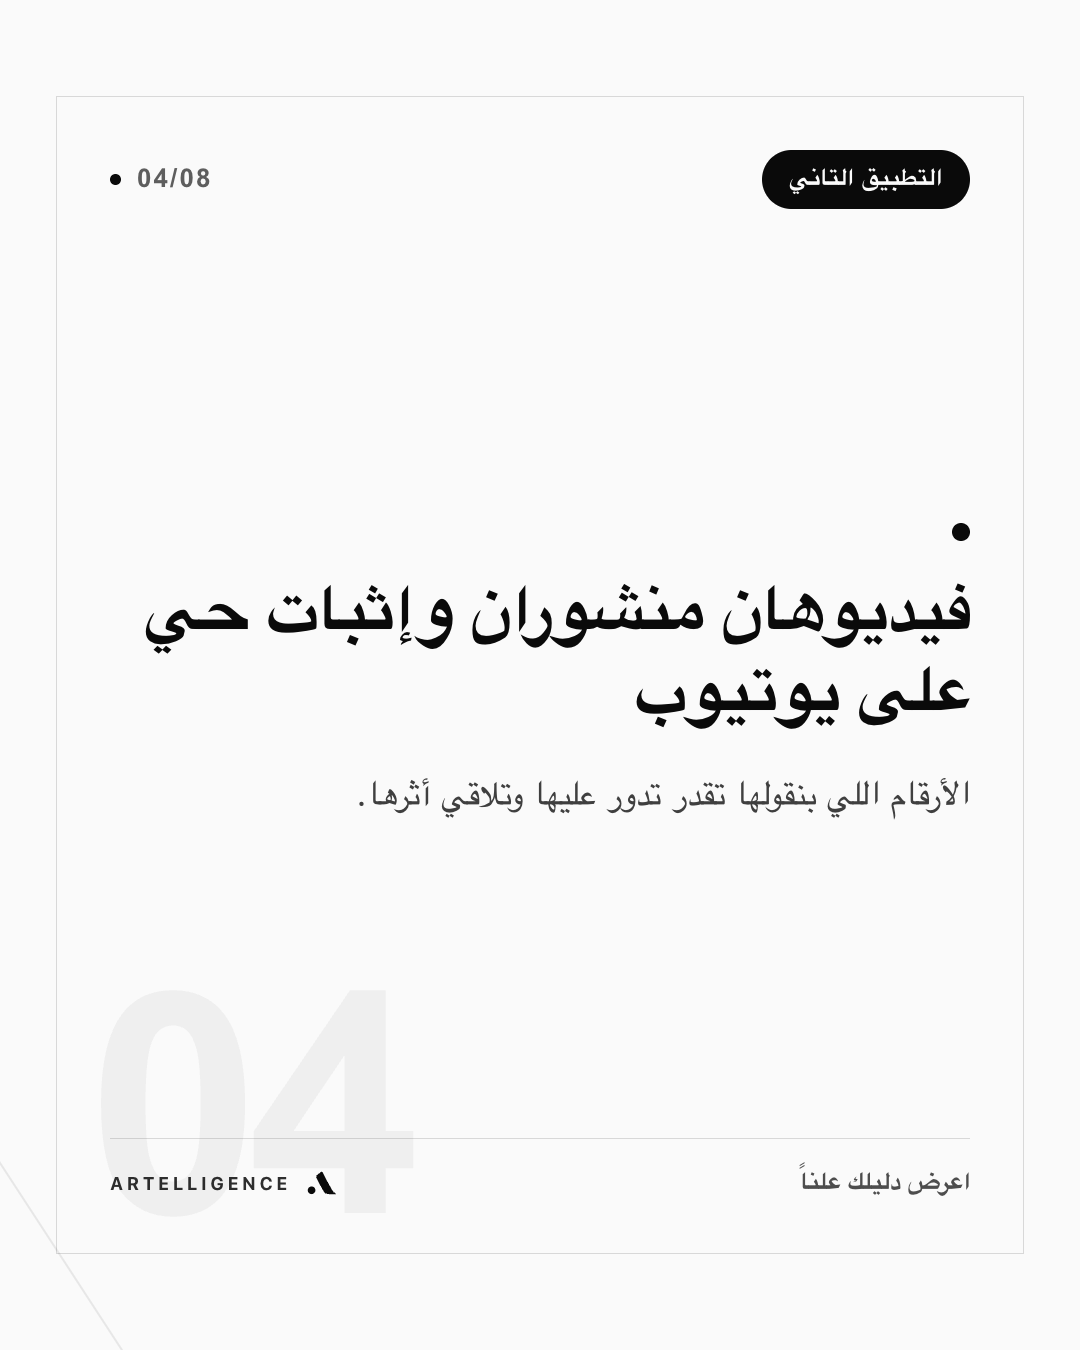 التطبيق التاني
04/08
فيديوهان منشوران وإثبات حي
على يوتيوب
الأرقام اللي بنقولها تقدر تدور عليها وتلاقي أثرها.
04
اعرض دليلك علناً
ARTELLIGENCE